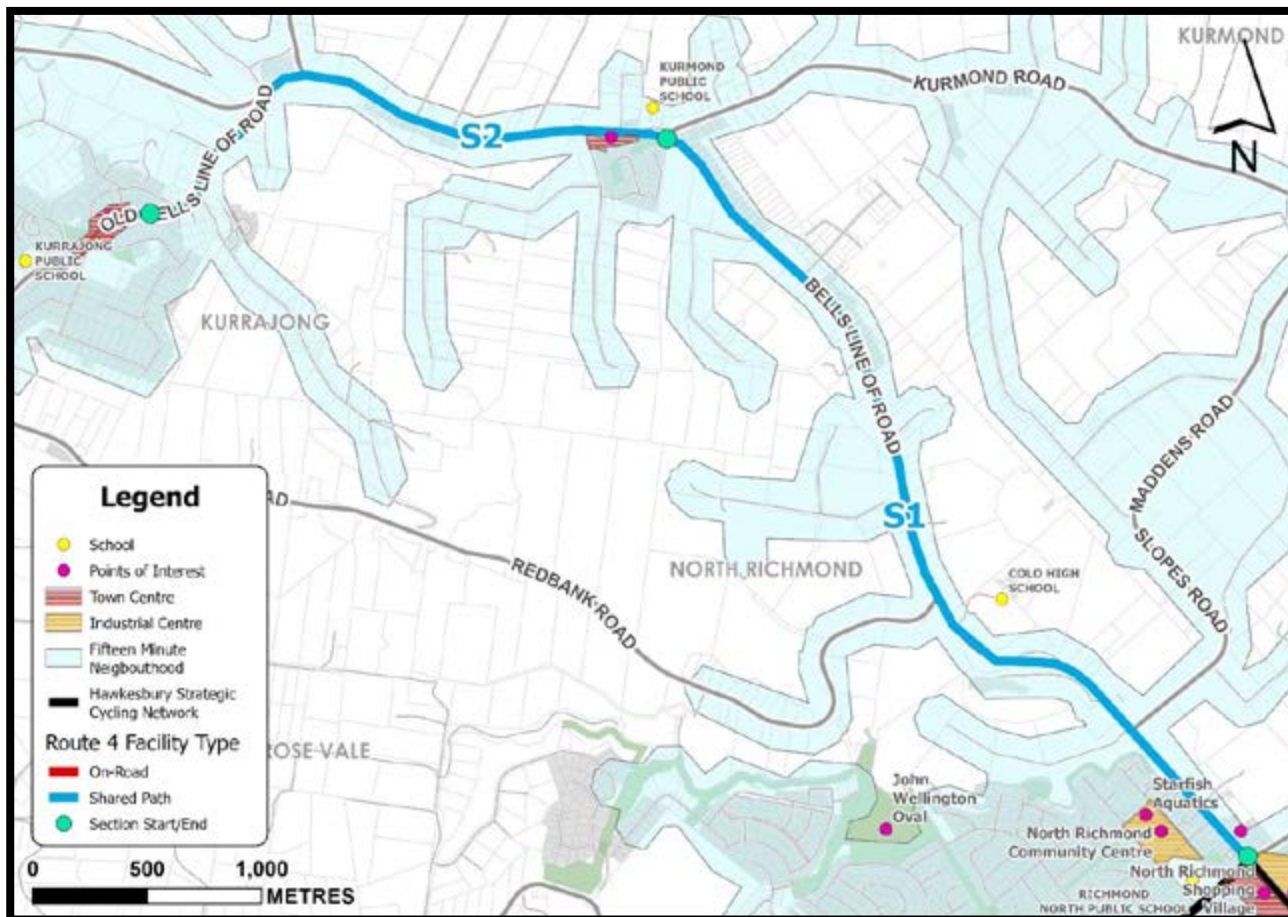 KURMOND
KURMOND
PUBLIC
SCHOOL
KURMOND ROAD
N
S2
OLD BELLS LINE OF ROAD
KURRAJONG
PUBLIC
SCHOOL
KURRAJONG
BELLS LINE OF ROAD
MADDENS ROAD
SLOPES ROAD
S1
NORTH RICHMOND
COLO HIGH
SCHOOL
REDBANK ROAD
AD
Legend
School
Points of Interest
Town Centre
Industrial Centre
Fifteen Minute
Neigbouthood
Hawkesbury Strategic
Cycling Network
Route 4 Facility Type
On-Road
Shared Path
Section Start/End
ROSE VALE
John
Wellington
Oval
Starfish
Aquatics
North Richmond
Community Centre
North Richmond
Shopping
Village
RICHMOND
NORTH PUBLIC SCHOOL
0 500 1,000
METRES